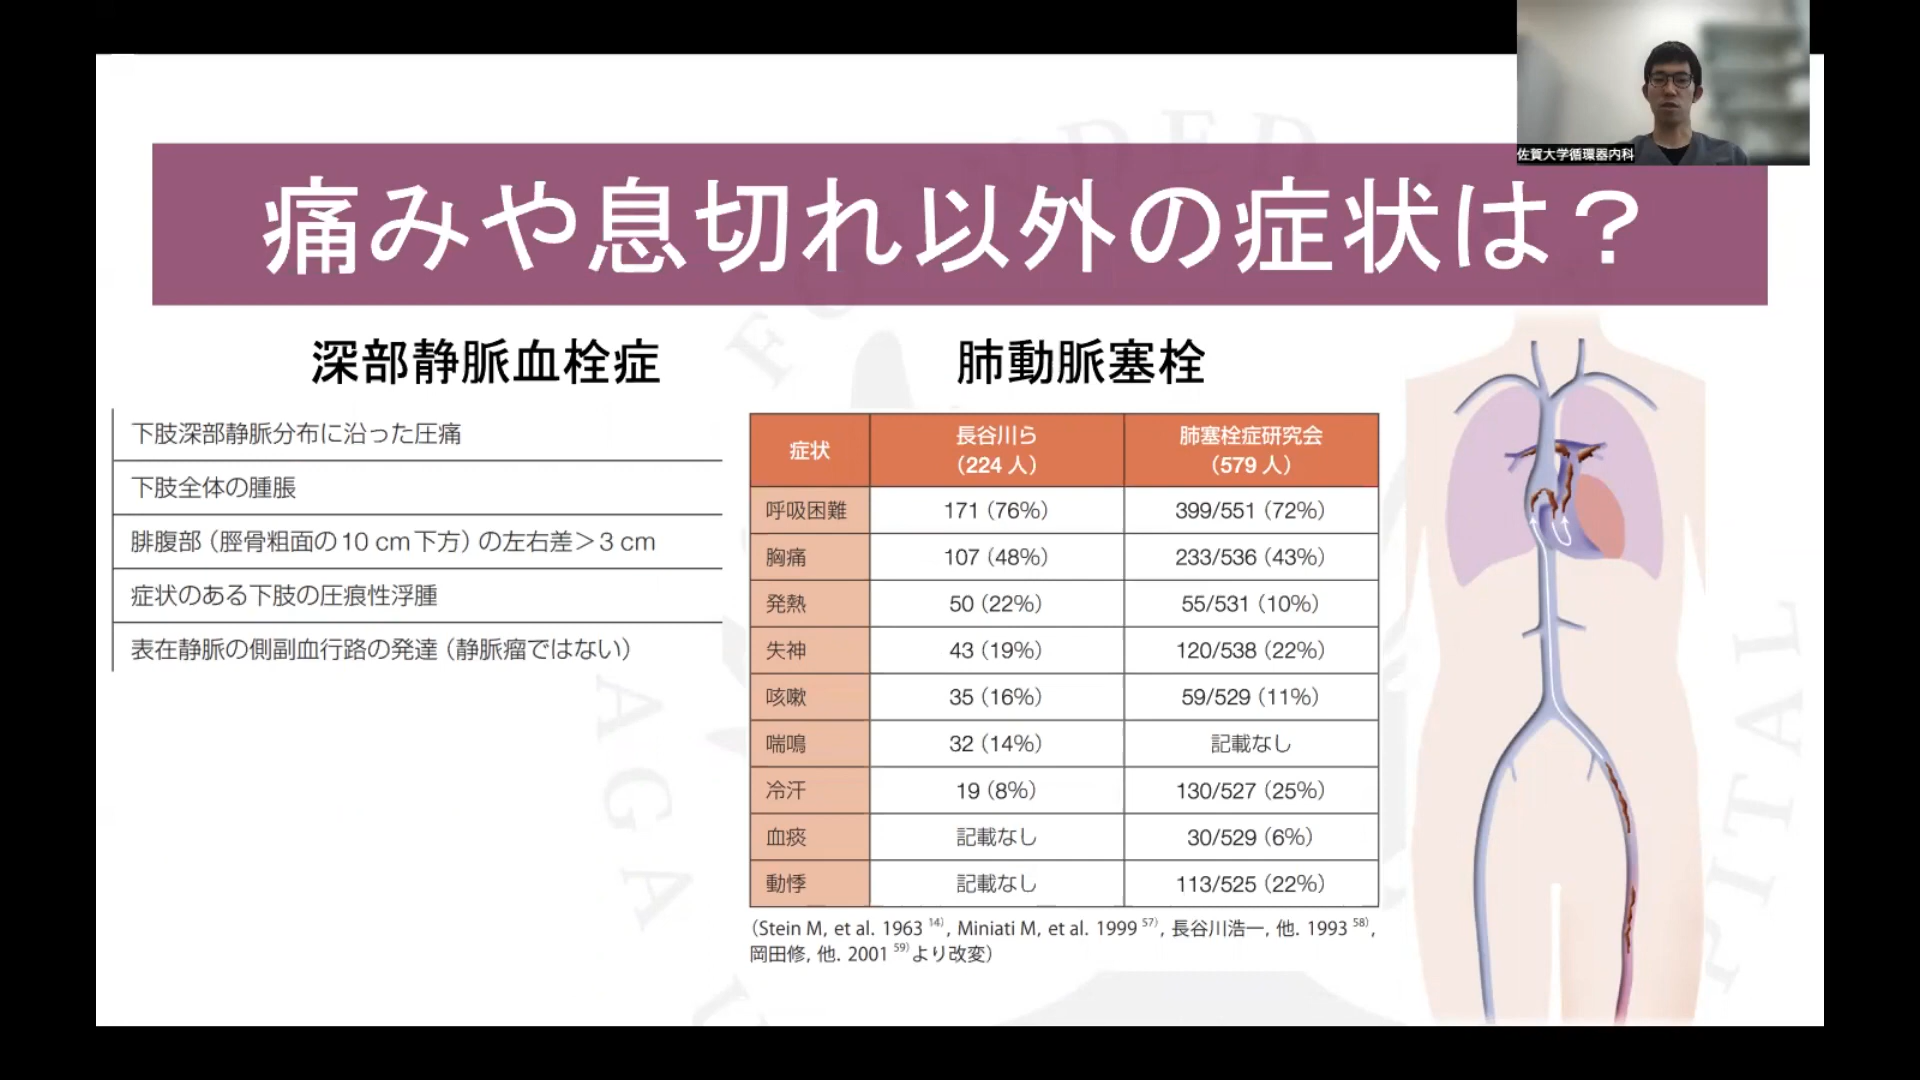 佐賀大学循環器内科
痛みや息切れ以外の症状は？
深部静脈血栓症
下肢深部静脈分布に沿った圧痛
下肢全体の腫脹
腓腹部（脛骨粗面の10 cm下方）の左右差＞3 cm
症状のある下肢の圧痕性浮腫
表在静脈の側副血行路の発達（静脈瘤ではない）
肺動脈塞栓
症状 長谷川ら（224 人） 肺塞栓症研究会（579 人）
呼吸困難 171（76%） 399/551（72%）
胸痛 107（48%） 233/536（43%）
発熱 50（22%） 55/531（10%）
失神 43（19%） 120/538（22%）
咳嗽 35（16%） 59/529（11%）
喘鳴 32（14%） 記載なし
冷汗 19（8%） 130/527（25%）
血痰 記載なし 30/529（6%）
動悸 記載なし 113/525（22%）
（Stein M, et al. 1963 14）, Miniati M, et al. 1999 57）, 長谷川浩一, 他. 1993 58）,
岡田修, 他. 2001 59）より改変）